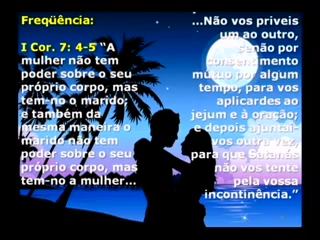 Freqüência:
I Cor. 7: 4-5 “A
mulher não tem
poder sobre o seu
próprio corpo, mas
tem-no o marido;
e também da
mesma maneira o
marido não tem
poder sobre o seu
próprio corpo, mas
tem-no a mulher...
...Não vos priveis
um ao outro,
senão por
consentimento
mútuo por algum
tempo, para vos
aplicardes ao
jejum e à oração;
e depois ajuntai-
vos outra vez,
para que Satanás
não vos tente
pela vossa
incontinência.”